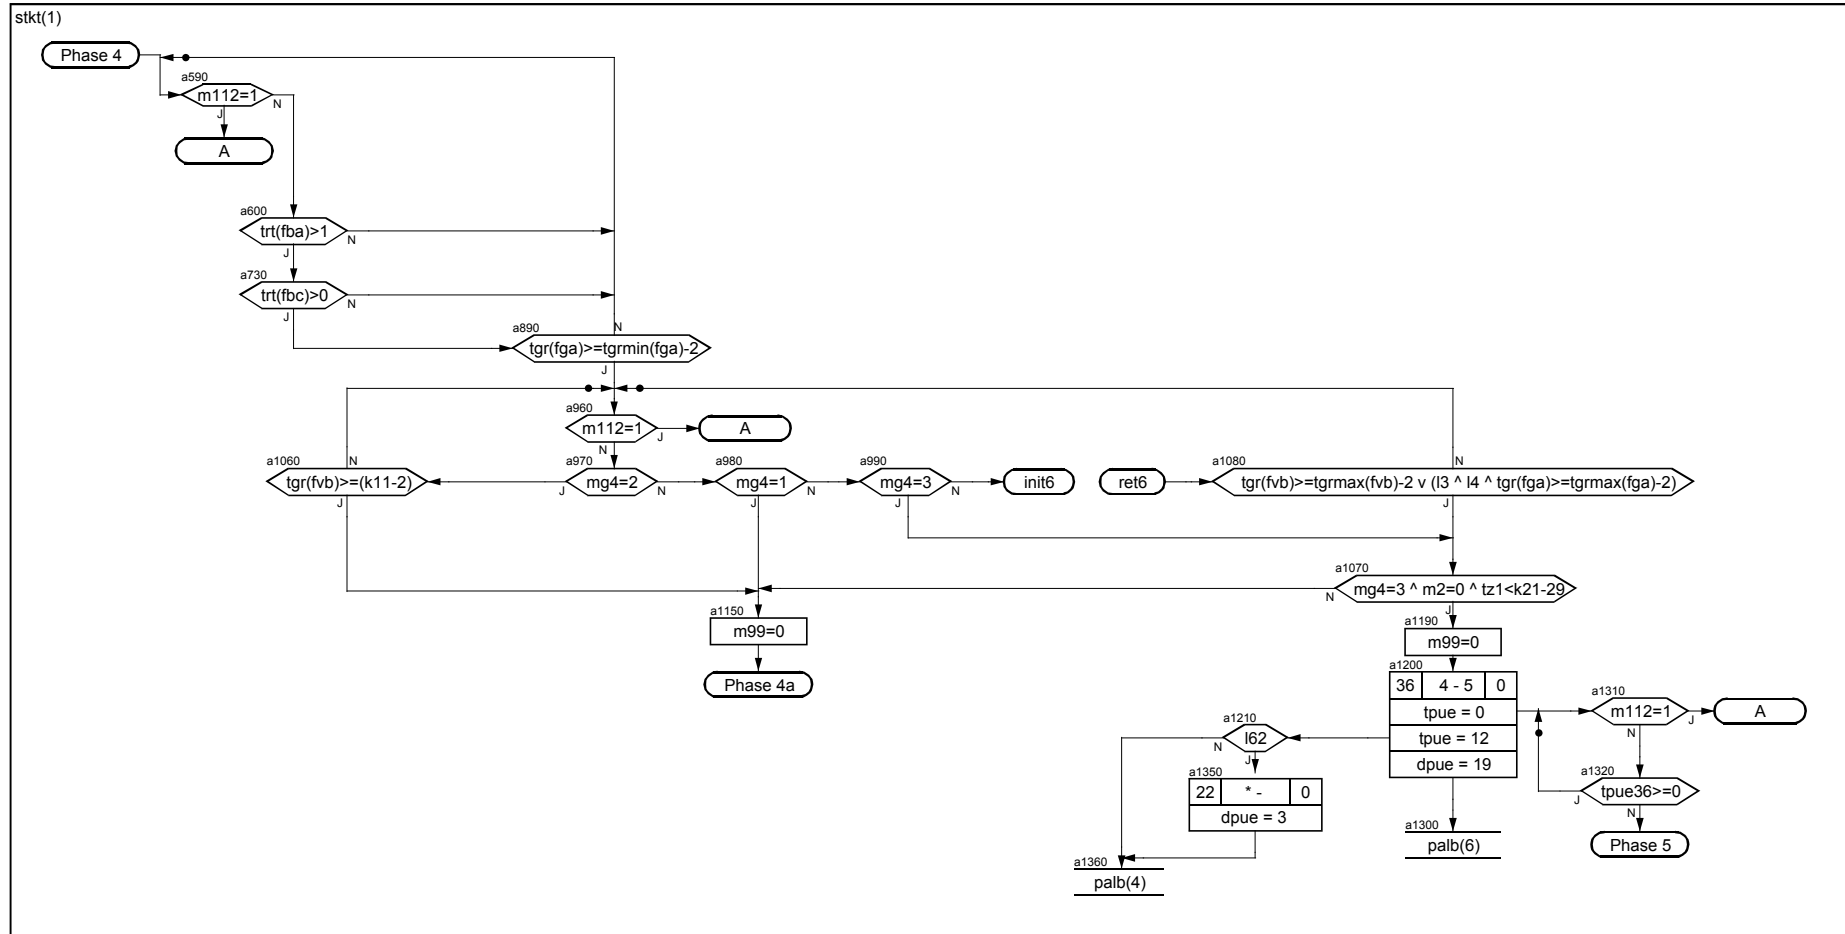 stkt(1)
Phase 4
a590
m112=1
N
J
A
a600
trt(fba)>1
N
J
a730
trt(fbc)>0
N
J
a890
N
tgr(fga)>=tgrmin(fga)-2
J
a960
m112=1
J
A
N
a1060
N
tgr(fvb)>=(k11-2)
J
a970
mg4=2
J
N
a980
mg4=1
N
J
a990
mg4=3
N
J
init6
ret6
a1080
N
tgr(fvb)>=tgrmax(fvb)-2 v (l3 ^ l4 ^ tgr(fga)>=tgrmax(fga)-2)
J
a1070
mg4=3 ^ m2=0 ^ tz1<k21-29
N
J
a1150
m99=0
Phase 4a
a1190
m99=0
a1200
36 4 - 5 0
tpue = 0
tpue = 12
dpue = 19
a1310
m112=1
J
A
N
a1320
tpue36>=0
J
N
Phase 5
a1210
l62
N
J
a1350
22 * - 0
dpue = 3
a1300
palb(6)
a1360
palb(4)